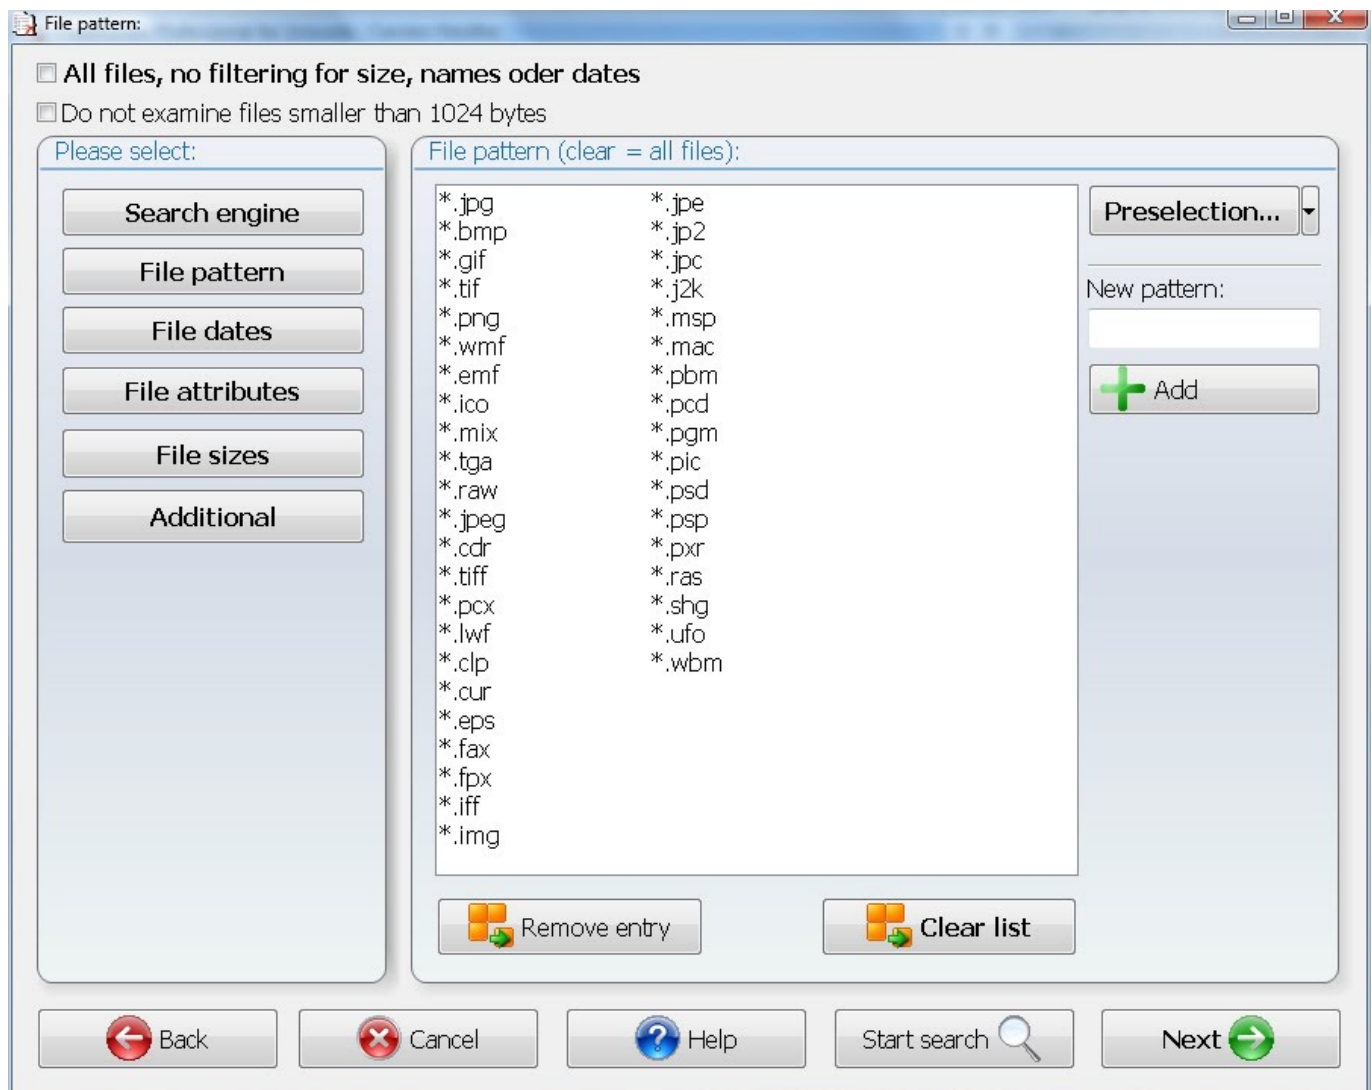 File pattern:
All files, no filtering for size, names oder dates
Do not examine files smaller than 1024 bytes
Please select:
Search engine
File pattern
File dates
File attributes
File sizes
Additional
File pattern (clear = all files):
*.jpg
*.bmp
*.gif
*.tif
*.png
*.wmf
*.emf
*.ico
*.mix
*.tga
*.raw
*.jpeg
*.cdr
*.tiff
*.pcx
*.lwf
*.clp
*.cur
*.eps
*.fax
*.fpx
*.iff
*.img
*.jpe
*.jp2
*.jpc
*.j2k
*.msp
*.mac
*.pbm
*.pcd
*.pgm
*.pic
*.psd
*.psp
*.pxr
*.ras
*.shg
*.ufo
*.wbm
Preselection...
New pattern:
Add
Remove entry
Clear list
Back
Cancel
Help
Start search
Next